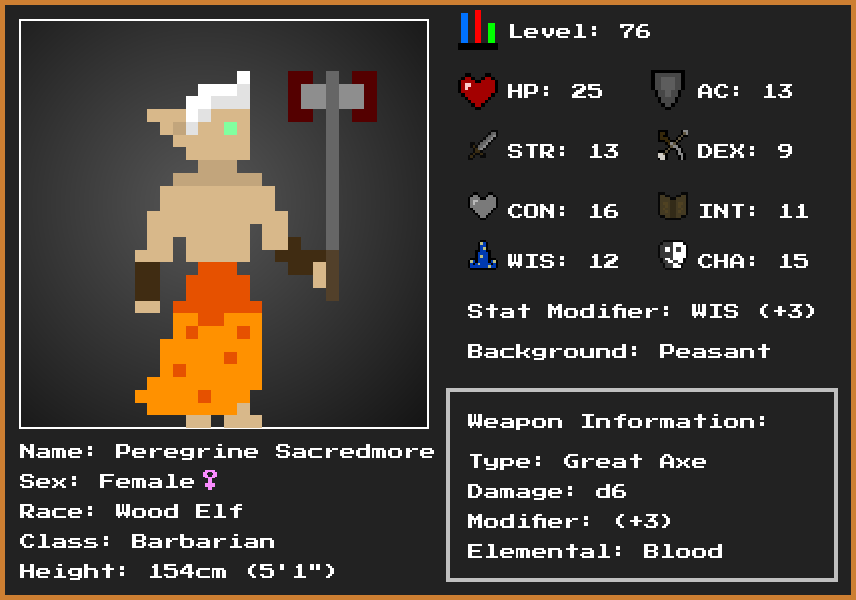 Level: 76
HP: 25
AC: 13
STR: 13
DEX: 9
CON: 16
INT: 11
WIS: 12
CHA: 15
Stat Modifier: WIS (+3)
Background: Peasant
Weapon Information:
Type: Great Axe
Damage: d6
Modifier: (+3)
Elemental: Blood
Name: Peregrine Sacredmore
Sex: Female♀
Race: Wood Elf
Class: Barbarian
Height: 154cm (5'1")